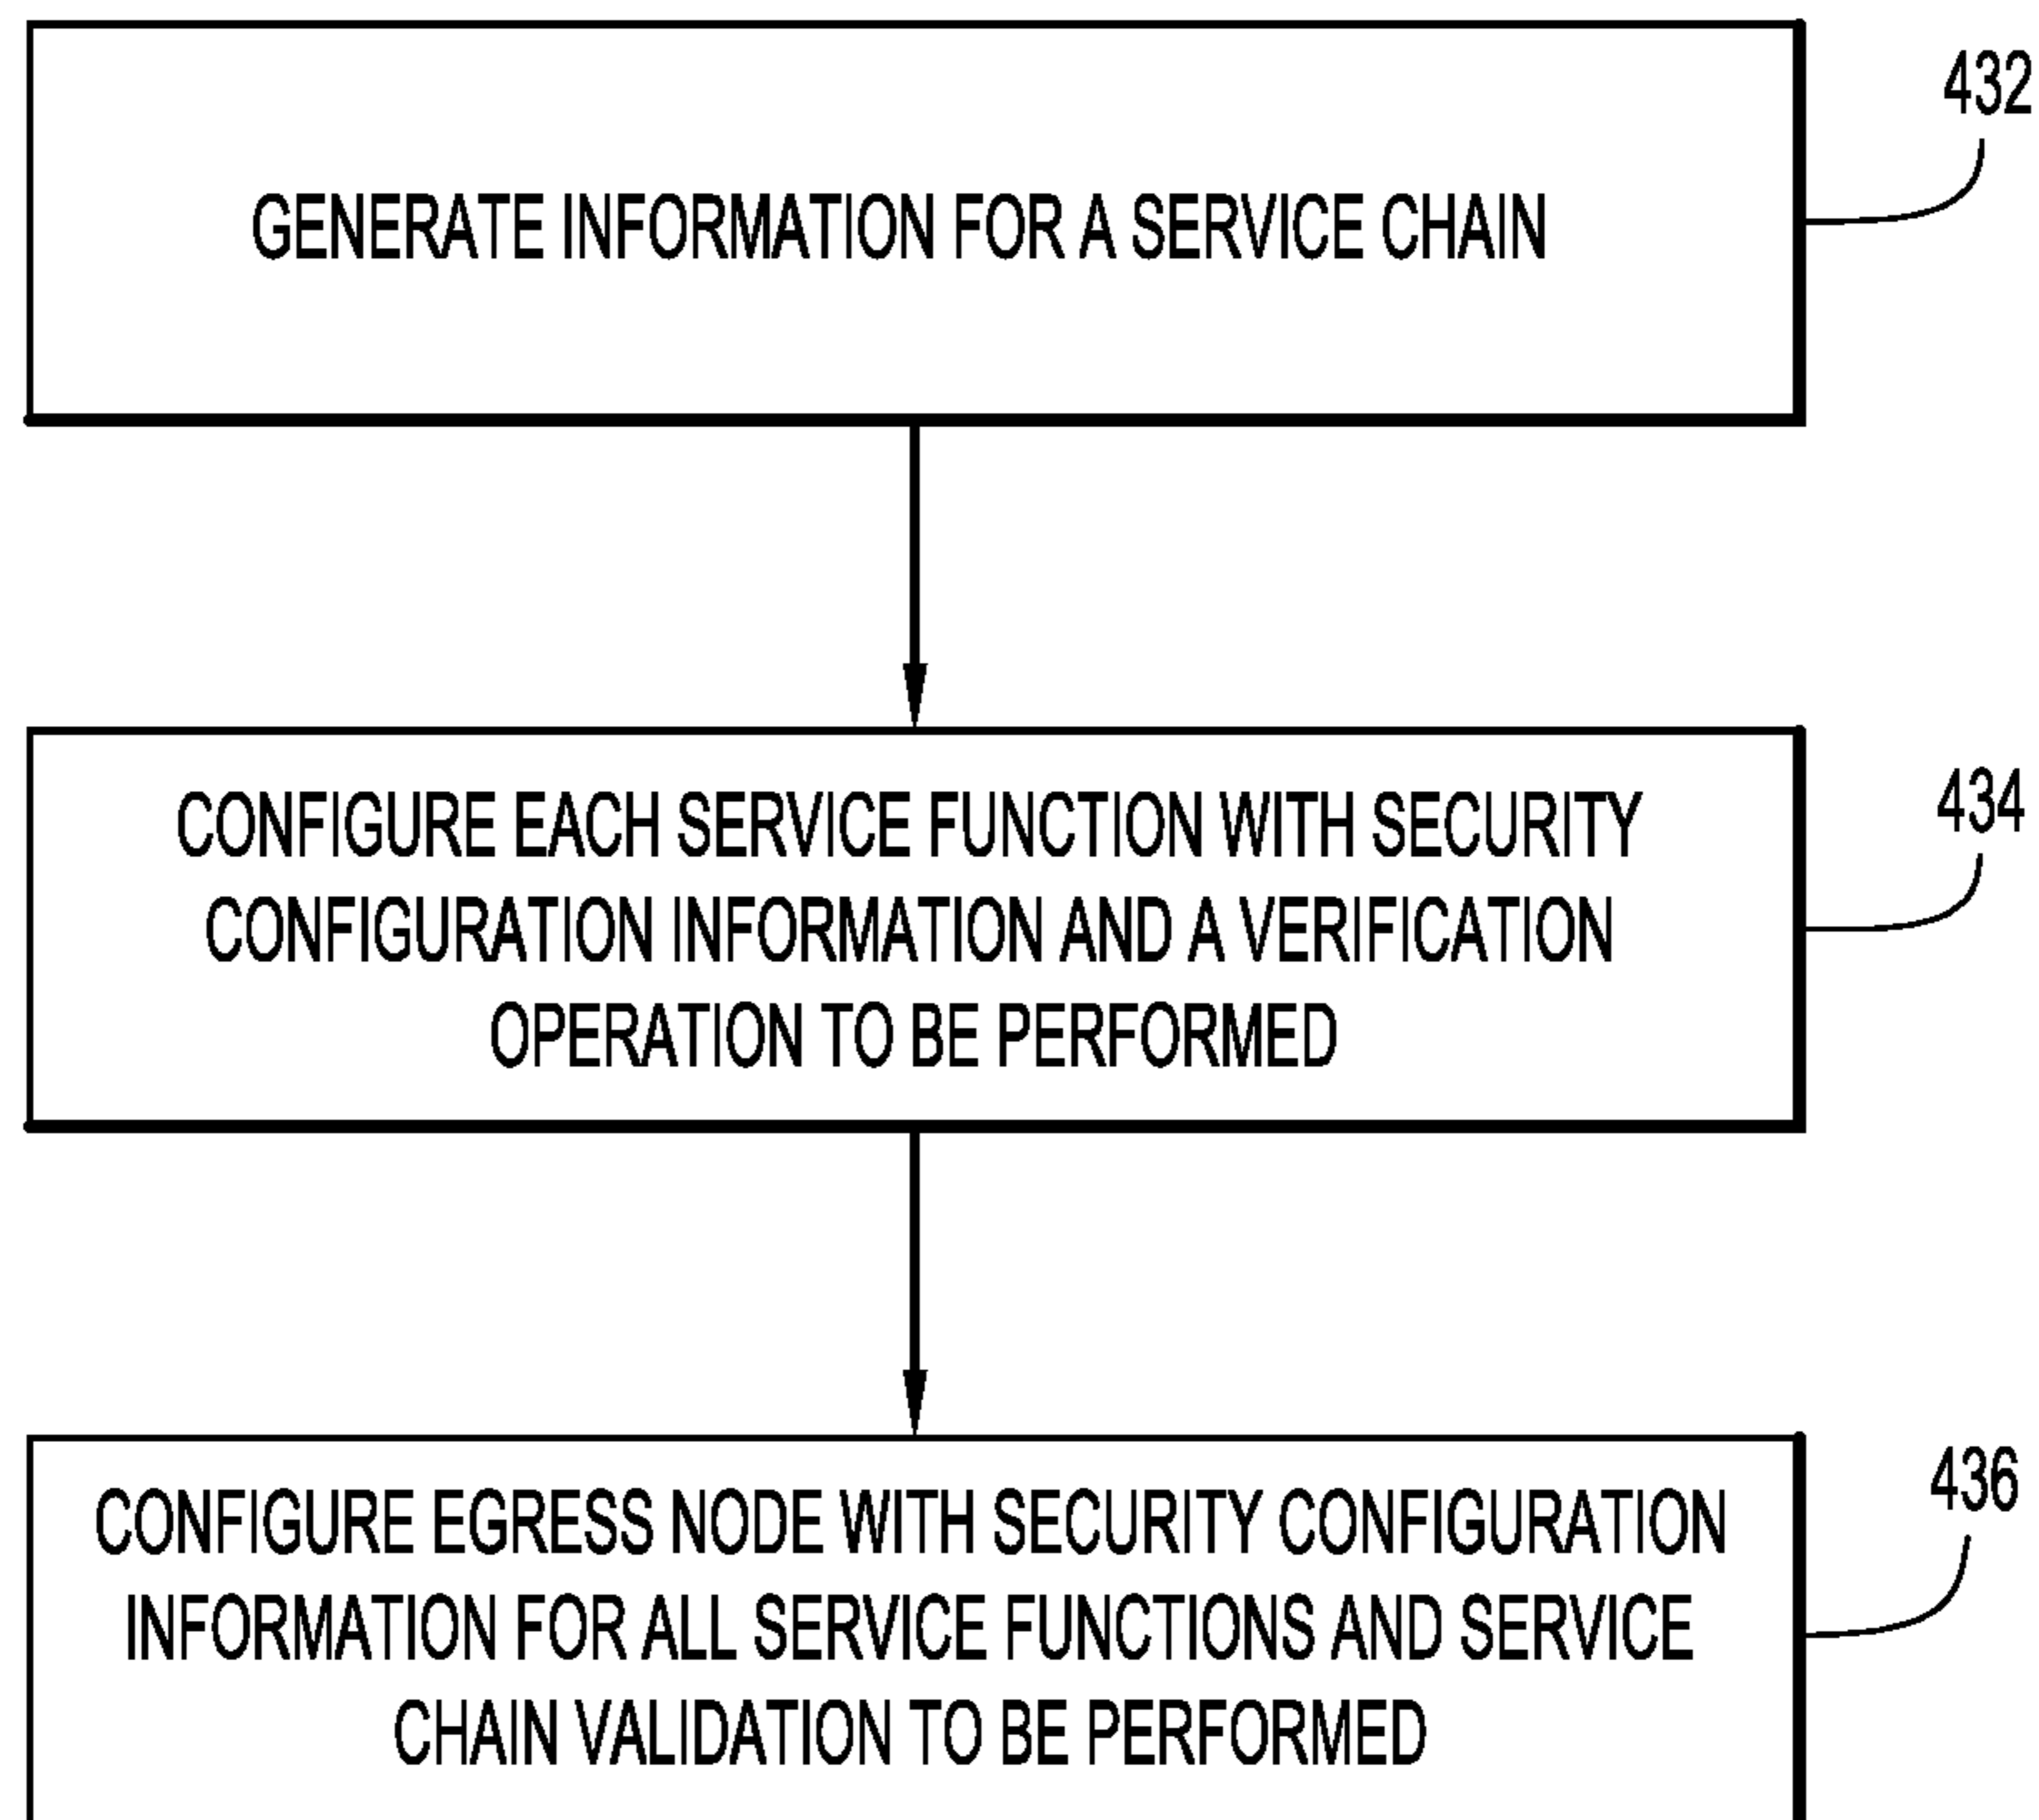 432
GENERATE INFORMATION FOR A SERVICE CHAIN
434
CONFIGURE EACH SERVICE FUNCTION WITH SECURITY
CONFIGURATION INFORMATION AND A VERIFICATION
OPERATION TO BE PERFORMED
436
CONFIGURE EGRESS NODE WITH SECURITY CONFIGURATION
INFORMATION FOR ALL SERVICE FUNCTIONS AND SERVICE
CHAIN VALIDATION TO BE PERFORMED